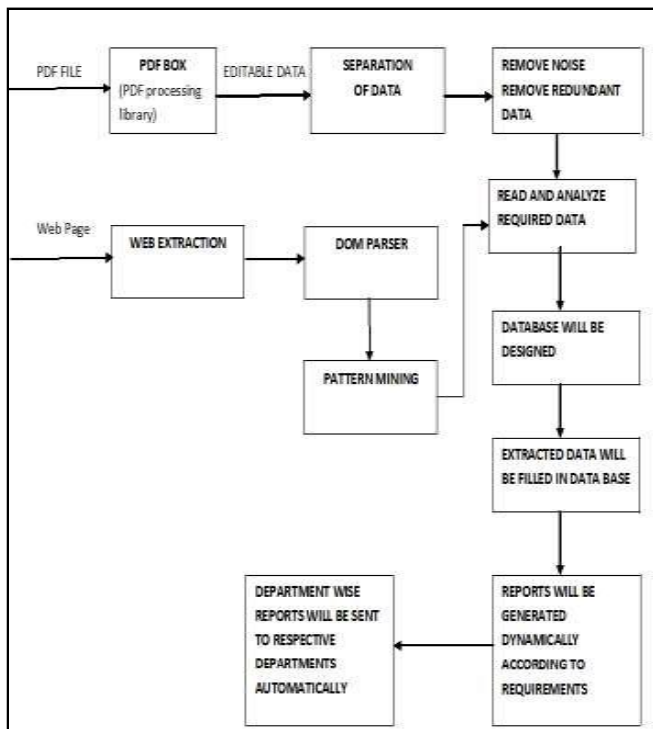 PDF FILE
PDF BOX
(PDF processing
library)
EDITABLE DATA
SEPARATION
OF DATA
REMOVE NOISE
REMOVE REDUNDANT
DATA
READ AND ANALYZE
REQUIRED DATA
Web Page
WEB EXTRACTION
DOM PARSER
PATTERN MINING
DATABASE WILL BE
DESIGNED
EXTRACTED DATA WILL
BE FILLED IN DATA BASE
REPORTS WILL BE
GENERATED
DYNAMICALLY
ACCORDING TO
REQUIREMENTS
DEPARTMENT WISE
REPORTS WILL BE SENT
TO RESPECTIVE
DEPARTMENTS
AUTOMATICALLY